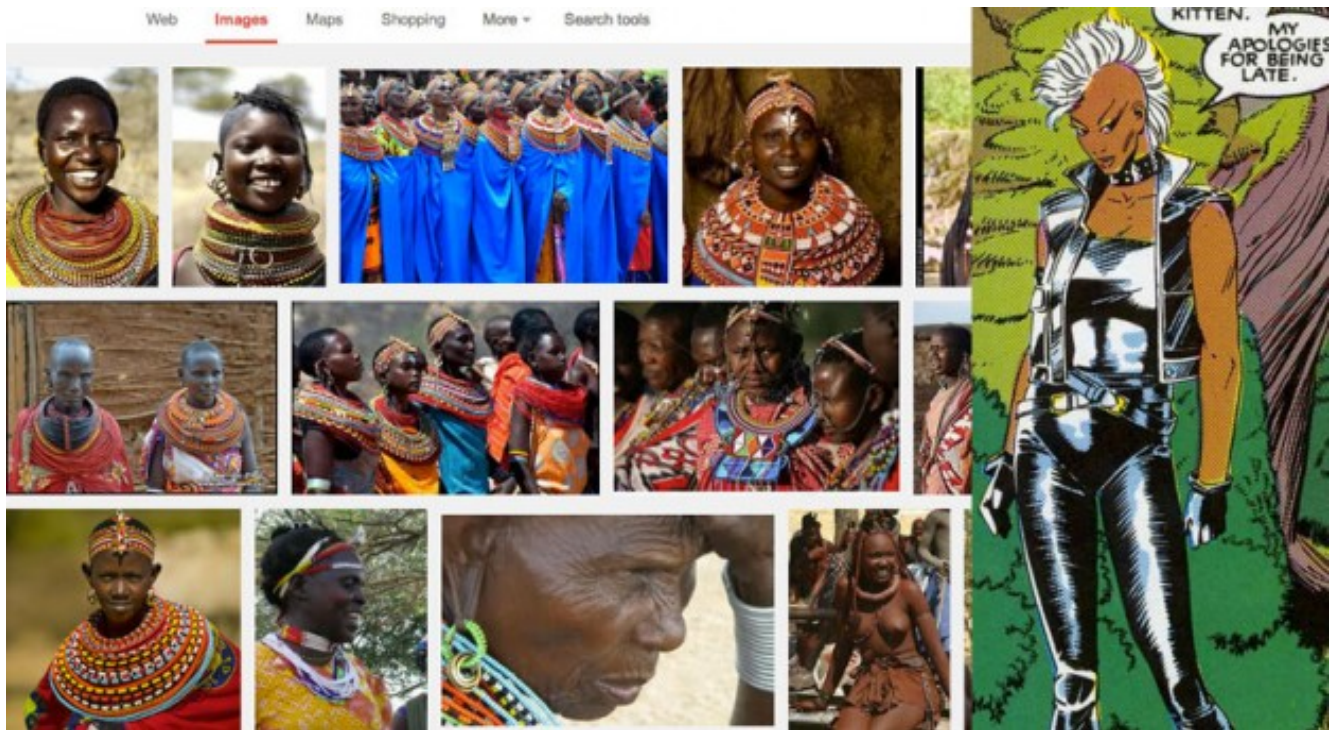 Web Images Maps Shopping More Search tools
KITTEN.
MY
APOLOGIES
FOR BEING
LATE.